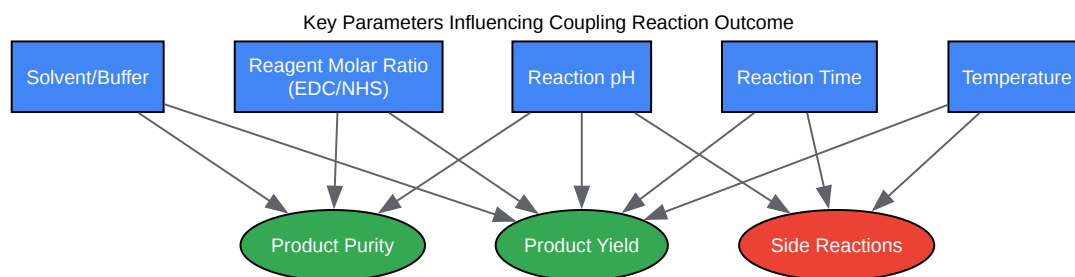 Key Parameters Influencing Coupling Reaction Outcome
Solvent/Buffer
Reagent Molar Ratio
(EDC/NHS)
Reaction pH
Reaction Time
Temperature
Product Purity
Product Yield
Side Reactions